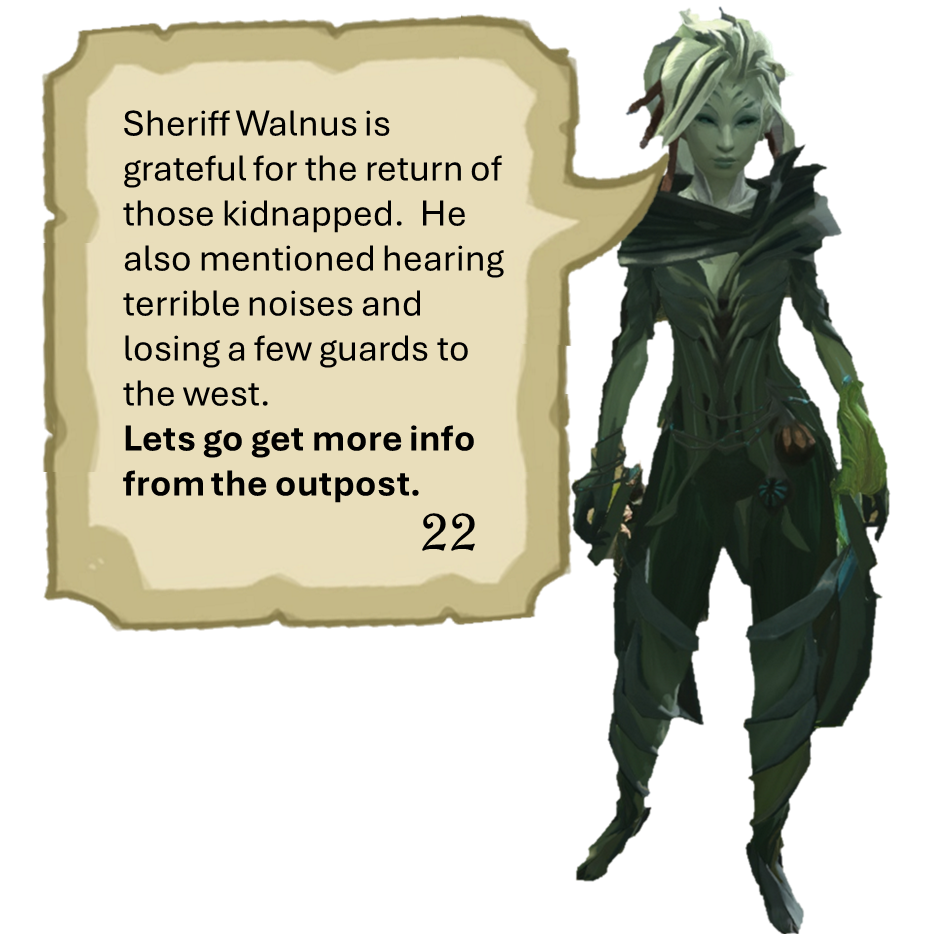 Sheriff Walnus is
grateful for the return of
those kidnapped.  He
also mentioned hearing
terrible noises and
losing a few guards to
the west.
Lets go get more info
from the outpost.
22